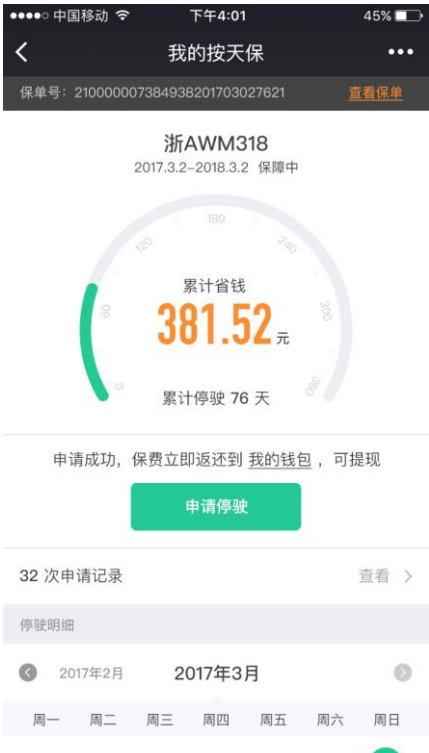 中国移动 下午4:01 45%
我的按天保
保单号：210000007384938201703027621 查看保单
浙AWM318
2017.3.2-2018.3.2 保障中
0
60
120
180
240
300
360
累计省钱
381.52元
累计停驶 76 天
申请成功，保费立即返还到 我的钱包 ，可提现
申请停驶
32 次申请记录 查看
停驶明细
2017年2月 2017年3月
周一 周二 周三 周四 周五 周六 周日